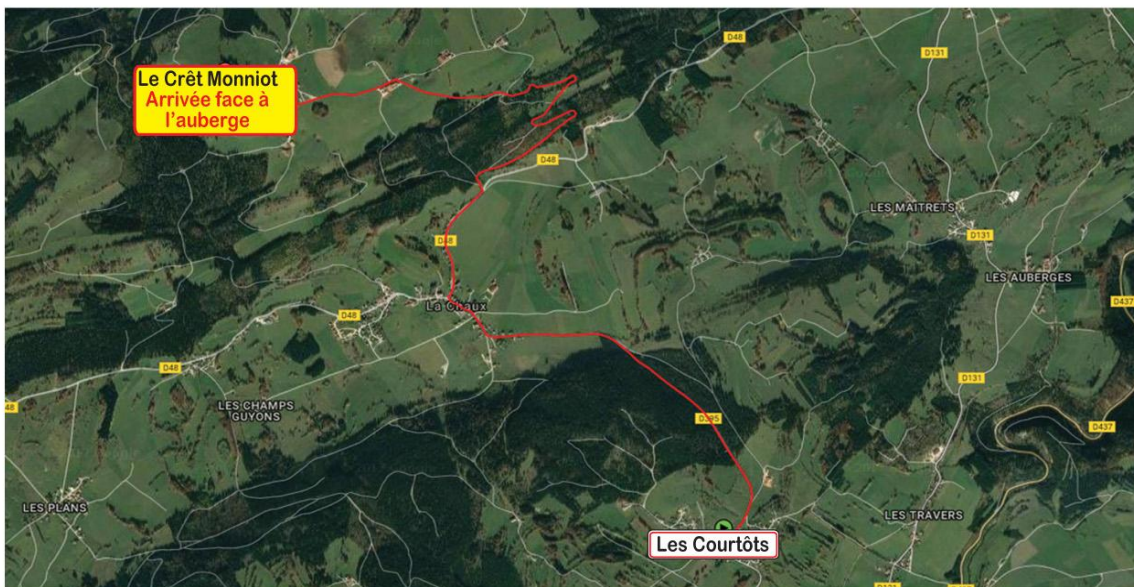 D48
D131
Le Crêt Monniot
Arrivée face à
l'auberge
D48
LES MAITRETS
D131
D48
LES AUBERGES
D437
La Chaux
D48
D48
D131
48
LES CHAMPS
GUYONS
D395
D437
LES PLANS
LES TRAVERS
Les Courtôts